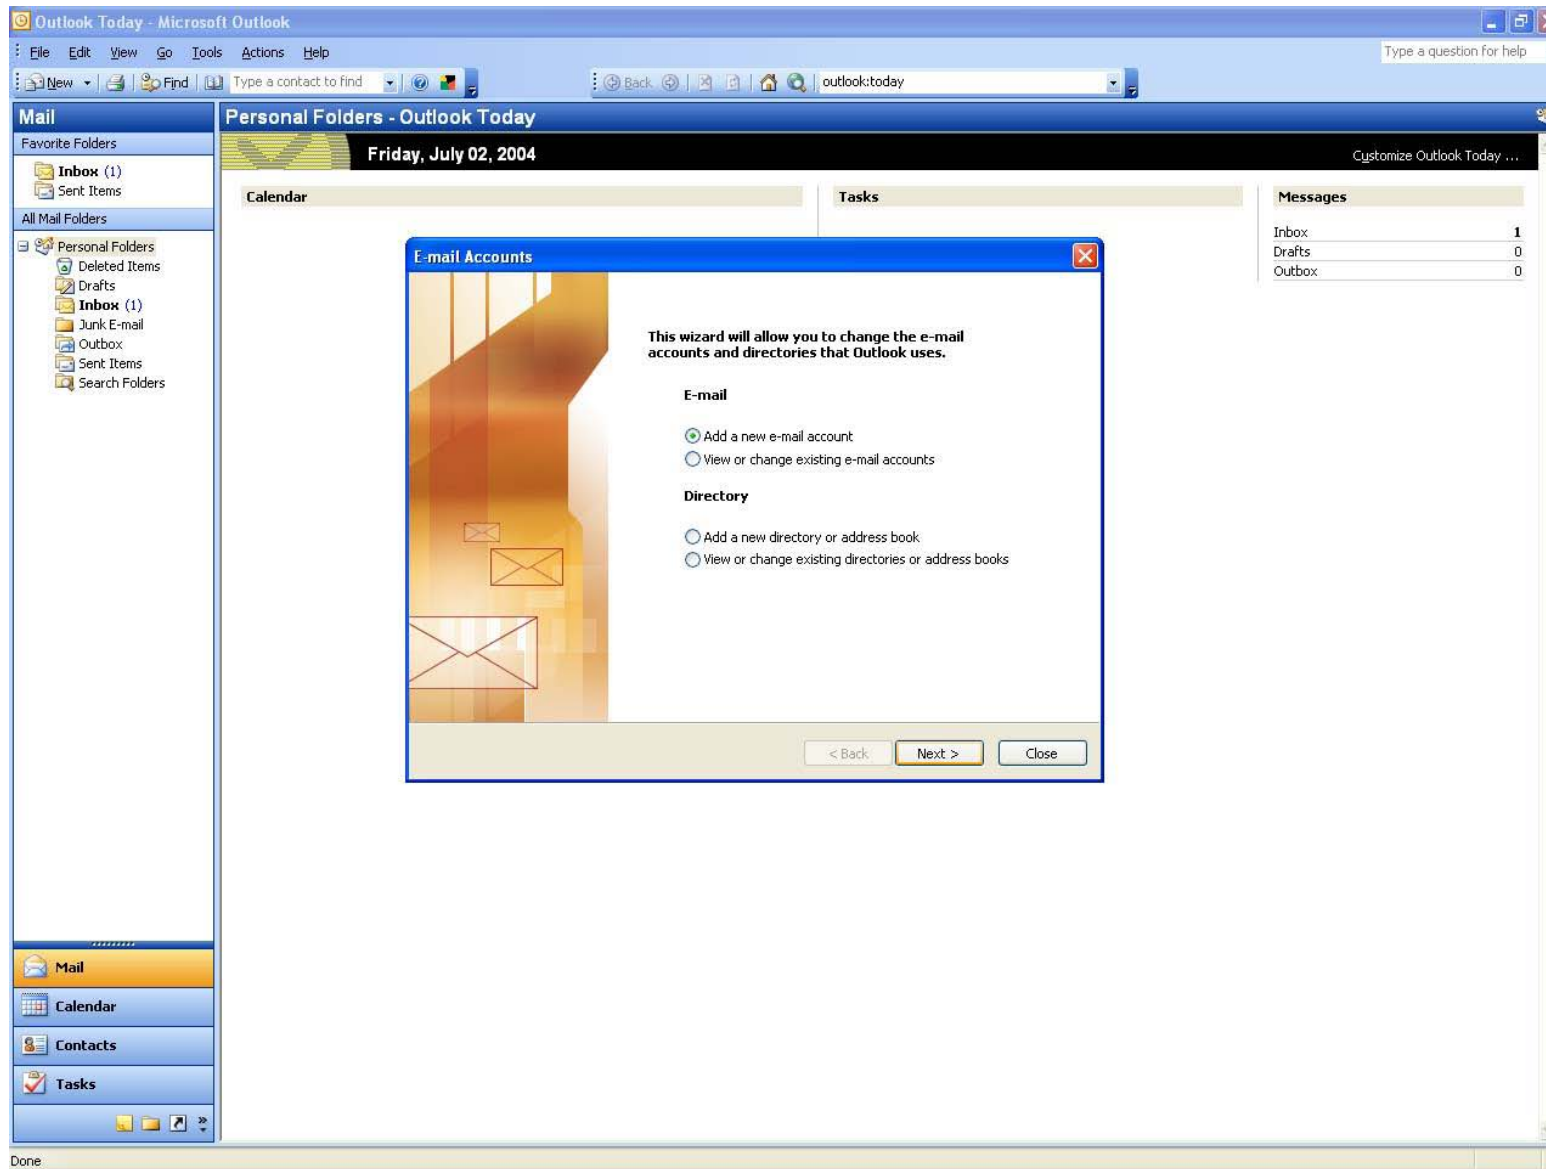 Outlook Today - Microsoft Outlook
File Edit View Go Tools Actions Help
Type a question for help
New Find Type a contact to find Back outlook:today
Mail
Personal Folders - Outlook Today
Favorite Folders
Inbox (1)
Sent Items
All Mail Folders
Personal Folders
Deleted Items
Drafts
Inbox (1)
Junk E-mail
Outbox
Sent Items
Search Folders
Friday, July 02, 2004
Customize Outlook Today ...
Calendar
Tasks
Messages
Inbox 1
Drafts 0
Outbox 0
E-mail Accounts
This wizard will allow you to change the e-mail
accounts and directories that Outlook uses.
E-mail
Add a new e-mail account
View or change existing e-mail accounts
Directory
Add a new directory or address book
View or change existing directories or address books
< Back Next > Close
Mail
Calendar
Contacts
Tasks
Done